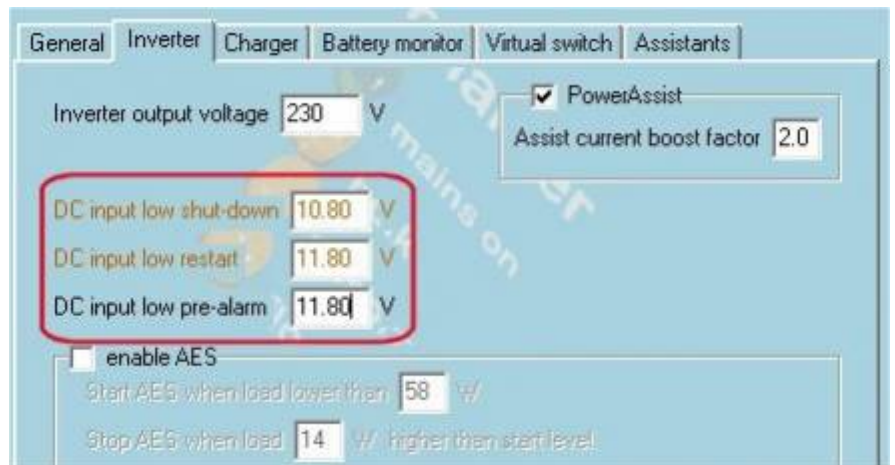 General Inverter Charger Battery monitor Virtual switch Assistants
Inverter output voltage 230 V
PowerAssist
Assist current boost factor 2.0
DC input low shut-down 10.80 V
DC input low restart 11.80 V
DC input low pre-alarm 11.80 V
enable AES
Start AES when load lower than 58 W
Stop AES when load 14 W higher than start level
mains on